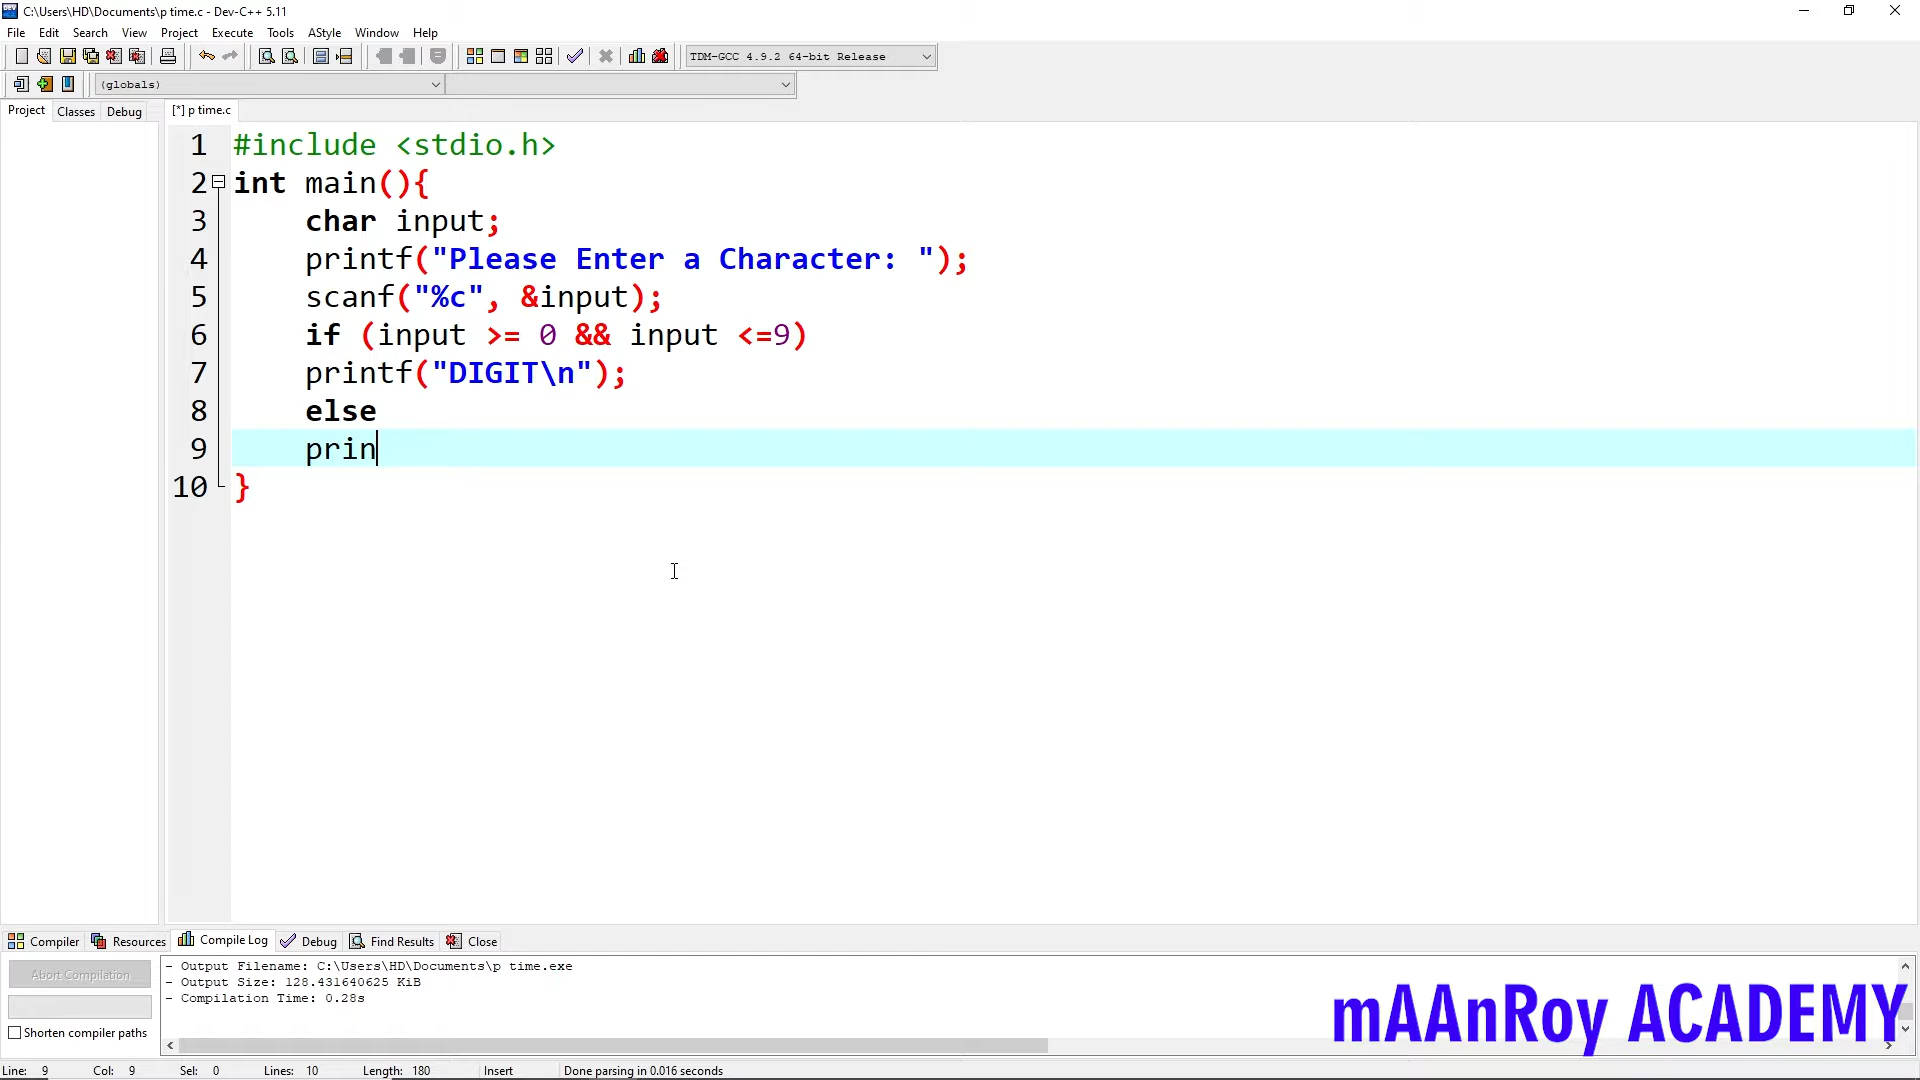 C:\Users\HD\Documents\p time.c - Dev-C++ 5.11
File Edit Search View Project Execute Tools AStyle Window Help
TDM-GCC 4.9.2 64-bit Release
(globals)
Project Classes Debug [*] p time.c
1 #include <stdio.h>
2 int main(){
3 char input;
4 printf("Please Enter a Character: ");
5 scanf("%c", &input);
6 if (input >= 0 && input <=9)
7 printf("DIGIT\n");
8 else
9 prin
10 }
Compiler Resources Compile Log Debug Find Results Close
Abort Compilation
Shorten compiler paths
- Output Filename: C:\Users\HD\Documents\p time.exe
- Output Size: 128.431640625 KiB
- Compilation Time: 0.28s
mAAnRoy ACADEMY
Line: 9 Col: 9 Sel: 0 Lines: 10 Length: 180 Insert Done parsing in 0.016 seconds